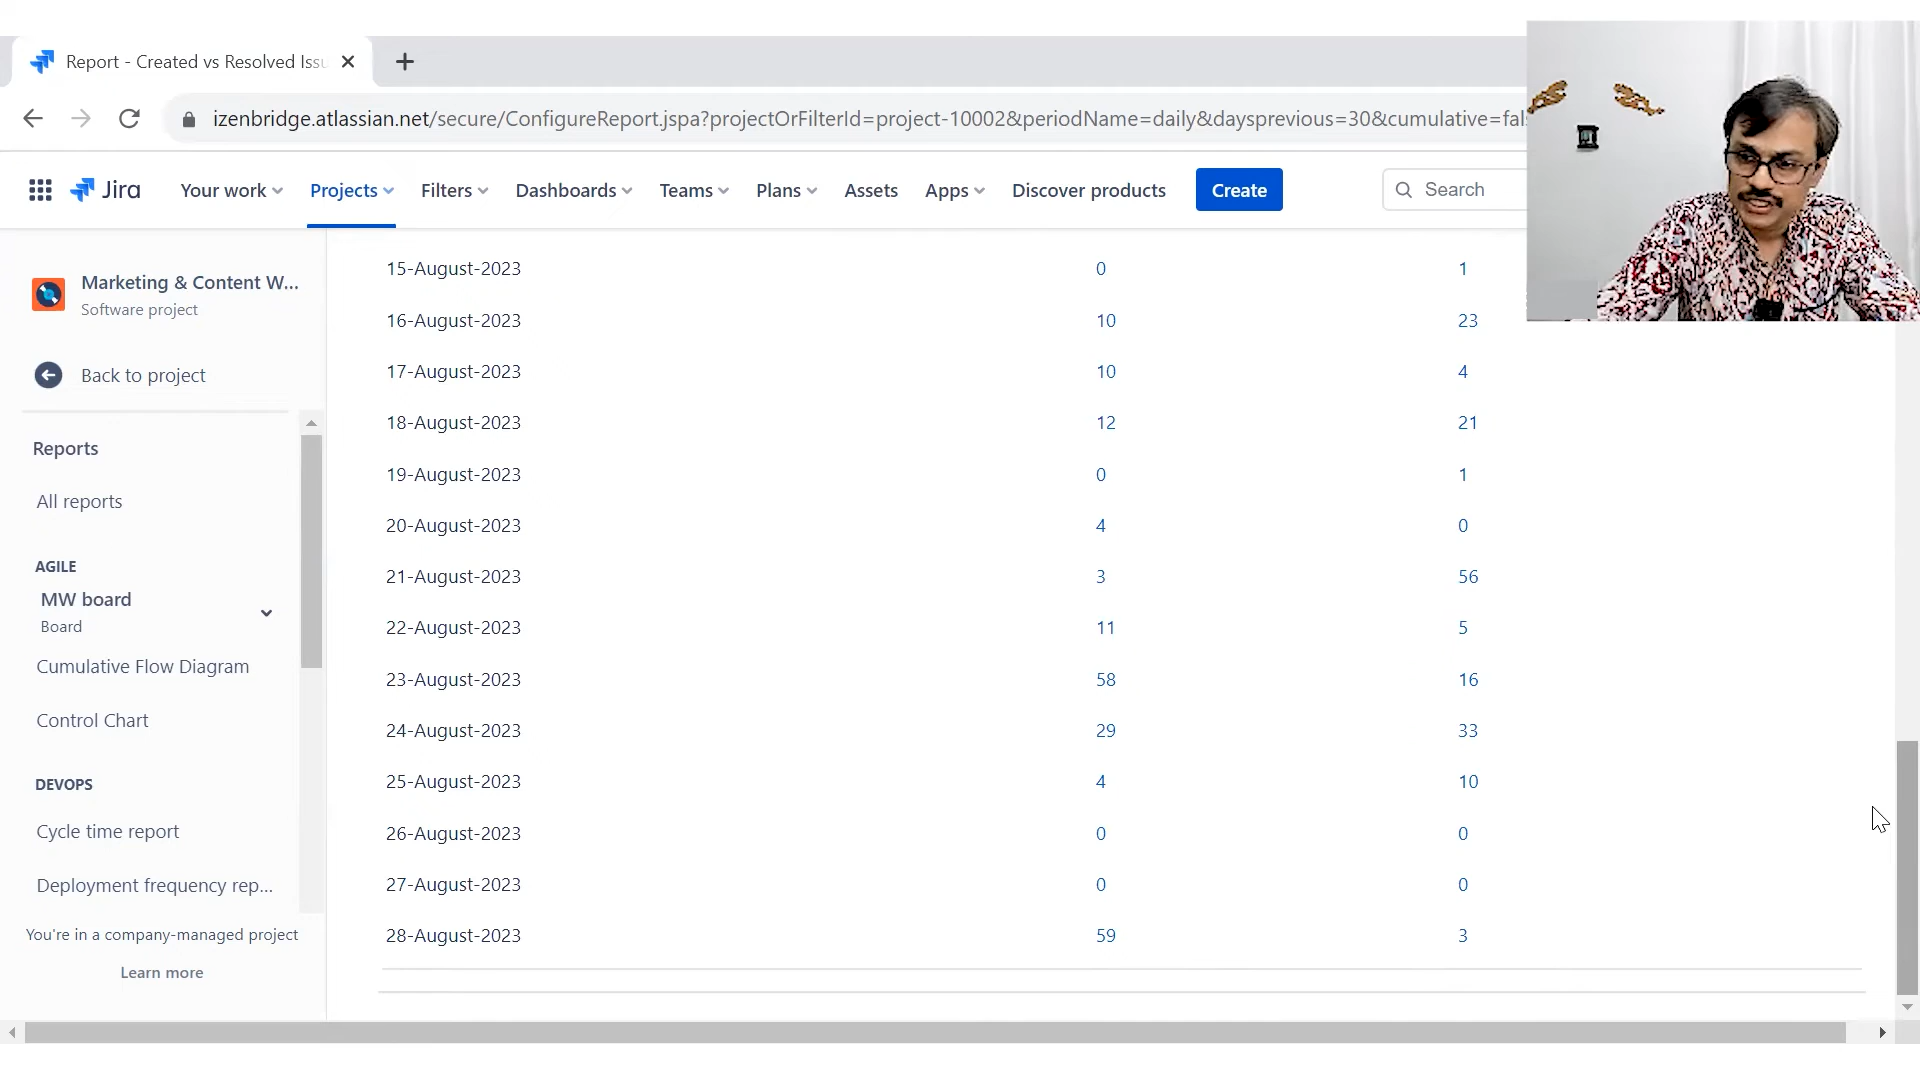 Report - Created vs Resolved Issu
izenbridge.atlassian.net/secure/ConfigureReport.jspa?projectOrFilterId=project-10002&periodName=daily&daysprevious=30&cumulative=fals
Jira
Your work
Projects
Filters
Dashboards
Teams
Plans
Assets
Apps
Discover products
Create
Search
Marketing & Content W...
Software project
Back to project
Reports
All reports
AGILE
MW board
Board
Cumulative Flow Diagram
Control Chart
DEVOPS
Cycle time report
Deployment frequency rep...
You're in a company-managed project
Learn more
15-August-2023 0 1
16-August-2023 10 23
17-August-2023 10 4
18-August-2023 12 21
19-August-2023 0 1
20-August-2023 4 0
21-August-2023 3 56
22-August-2023 11 5
23-August-2023 58 16
24-August-2023 29 33
25-August-2023 4 10
26-August-2023 0 0
27-August-2023 0 0
28-August-2023 59 3